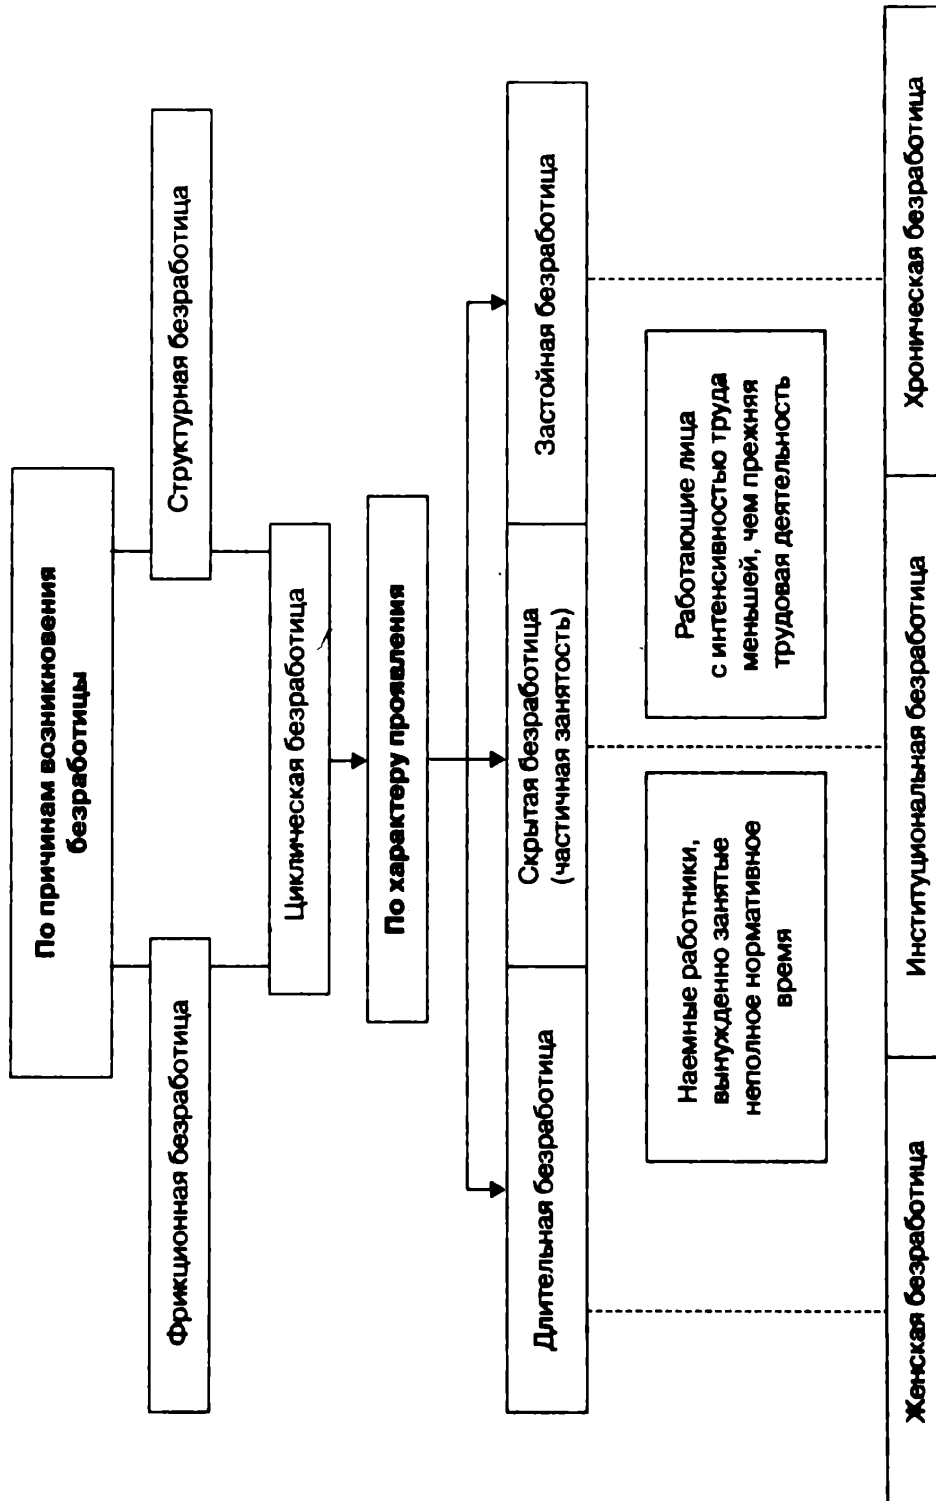 По причинам возникновения
безработицы
Фрикционная безработица
Структурная безработица
Циклическая безработица
По характеру проявления
Длительная безработица
Скрытая безработица
(частичная занятость)
Застойная безработица
Наемные работники,
вынужденно занятые
неполное нормативное
время
Работающие лица
с интенсивностью труда
меньшей, чем прежняя
трудовая деятельность
Женская безработица
Институциональная безработица
Хроническая безработица